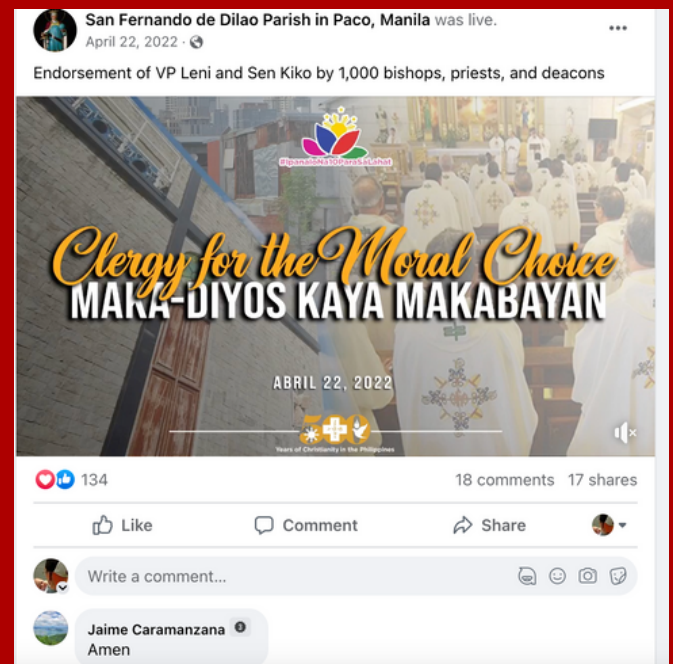 San Fernando de Dilao Parish in Paco, Manila was live.
April 22, 2022 ·
Endorsement of VP Leni and Sen Kiko by 1,000 bishops, priests, and deacons
#IpanaloNa10ParaSaLahat
Clergy for the Moral Choice
MAKA-DIYOS KAYA MAKABAYAN
ABRIL 22, 2022
500
Years of Christianity in the Philippines
134
18 comments 17 shares
Like Comment Share
Write a comment...
Jaime Caramanzana 3
Amen